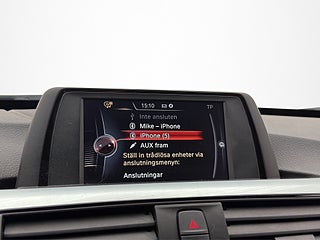 15:10 TP
Inte ansluten
Mike – iPhone
iPhone (5)
AUX fram
Ställ in trådlösa enheter via
anslutningsmenyn:
Anslutningar